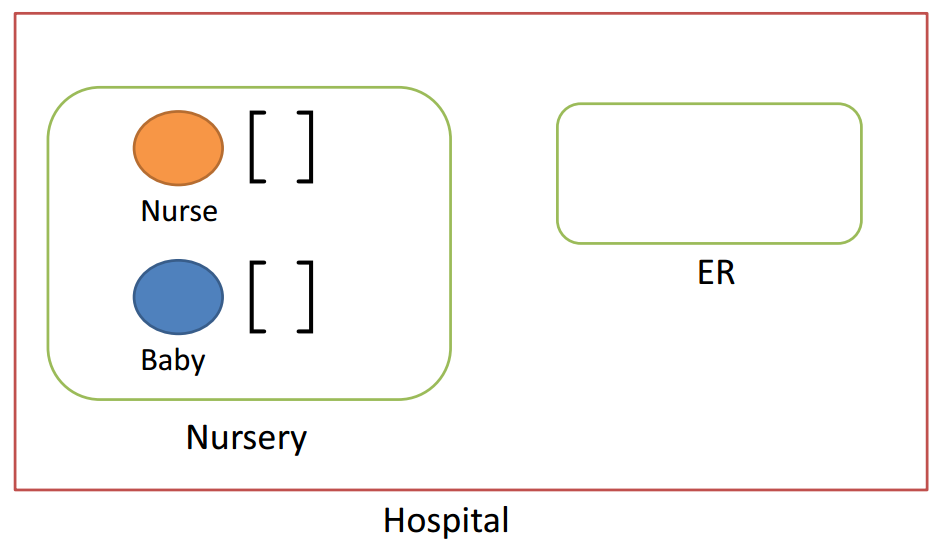 [ ]
Nurse
[ ]
Baby
ER
Nursery
Hospital